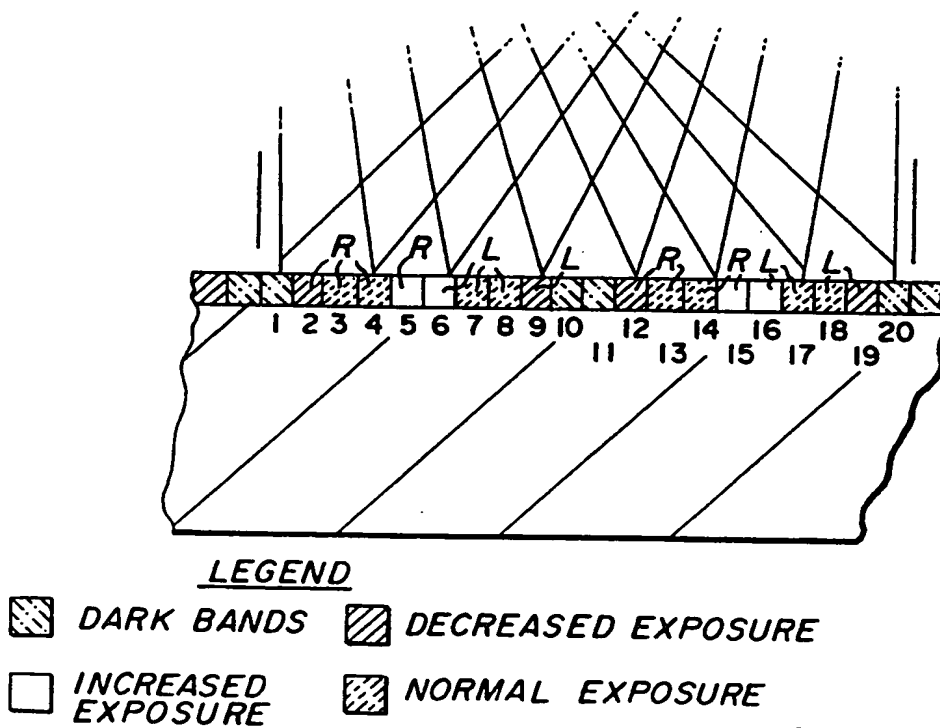 R R L L R R L L
1 2 3 4 5 6 7 8 9 10 12 14 16 18 20
11 13 15 17 19
LEGEND
DARK BANDS DECREASED EXPOSURE
INCREASED EXPOSURE NORMAL EXPOSURE